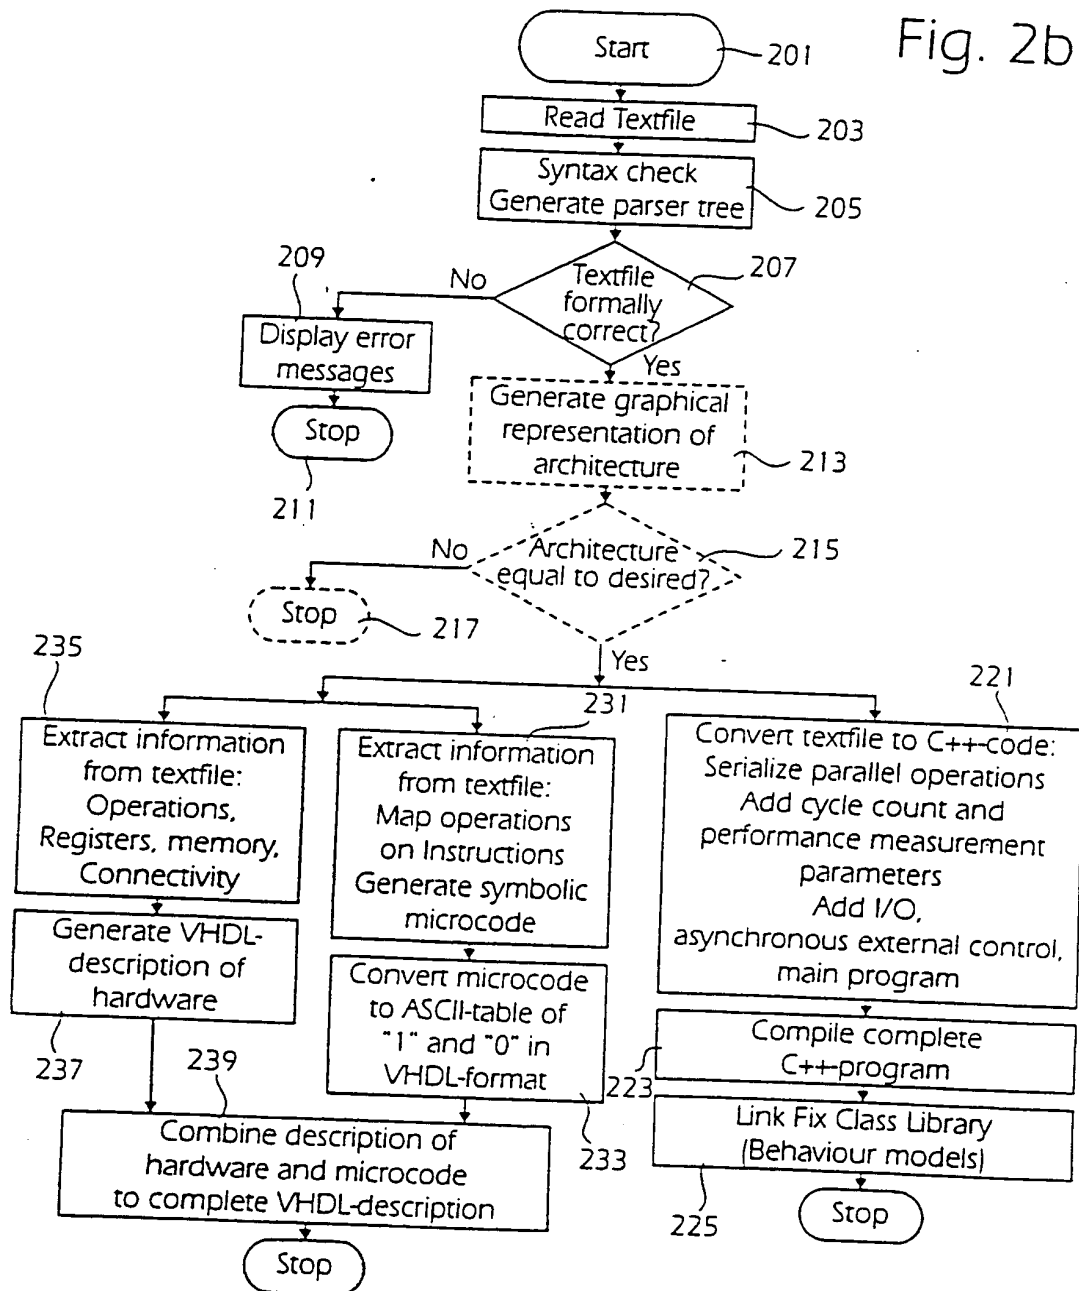 Fig. 2b
Start
201
Read Textfile
203
Syntax check
Generate parser tree
205
207
Textfile
formally
correct?
No
209
Display error
messages
Stop
211
Yes
Generate graphical
representation of
architecture
213
Architecture
equal to desired?
215
No
Stop
217
Yes
235
Extract information
from textfile:
Operations,
Registers, memory,
Connectivity
Generate VHDL-
description of
hardware
237
231
Extract information
from textfile:
Map operations
on Instructions
Generate symbolic
microcode
Convert microcode
to ASCII-table of
"1" and "0" in
VHDL-format
233
239
Combine description of
hardware and microcode
to complete VHDL-description
Stop
221
Convert textfile to C++-code:
Serialize parallel operations
Add cycle count and
performance measurement
parameters
Add I/O,
asynchronous external control,
main program
Compile complete
C++-program
223
Link Fix Class Library
(Behaviour models)
225
Stop